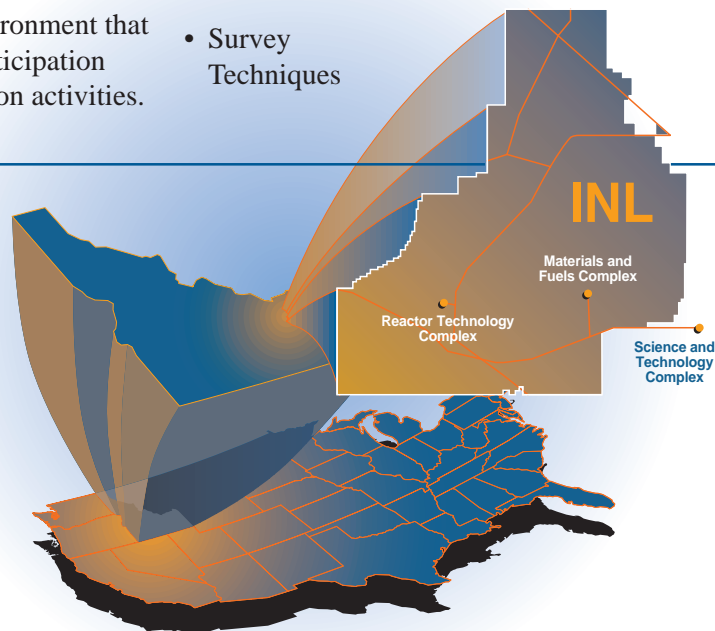 ronment that
ticipation
on activities.
• Survey
Techniques
INL
Materials and
Fuels Complex
Reactor Technology
Complex
Science and
Technology
Complex